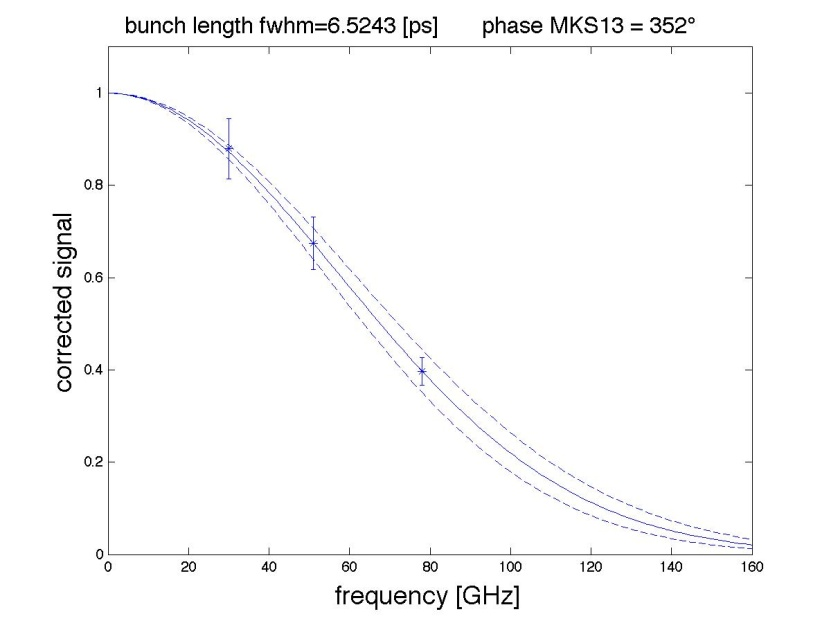 bunch length fwhm=6.5243 [ps] phase MKS13 = 352°
1
0.8
0.6
0.4
0.2
0
corrected signal
0 20 40 60 80 100 120 140 160
frequency [GHz]